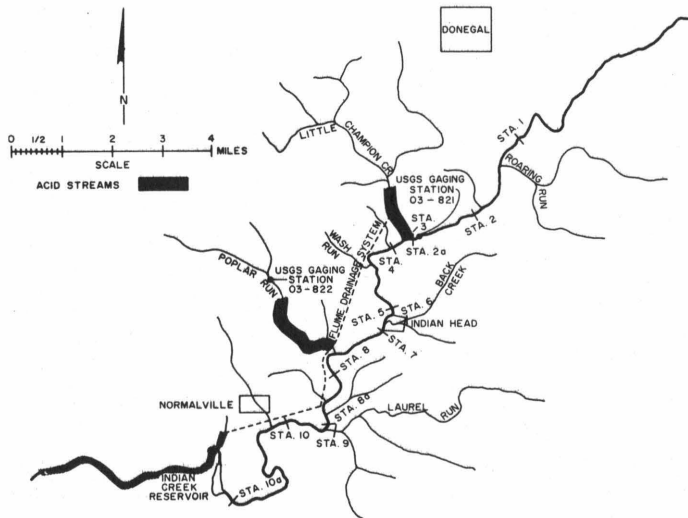 DONEGAL
N
0 1/2 1 2 3 4 MILES
SCALE
ACID STREAMS
LITTLE
CHAMPION CR.
STA. 1
ROARING
RUN
USGS GAGING
STATION
03-821
STA.
3
STA. 2
STA. 2a
WASH
RUN
STA.
4
FLUME DRAINAGE SYSTEM
BACK
CREEK
POPLAR RUN
USGS GAGING
STATION
03-822
STA. 5
STA. 6
INDIAN HEAD
STA. 7
STA. 8
NORMALVILLE
STA. 8a
LAUREL RUN
STA. 10
STA. 9
INDIAN
CREEK
RESERVOIR
STA. 10a